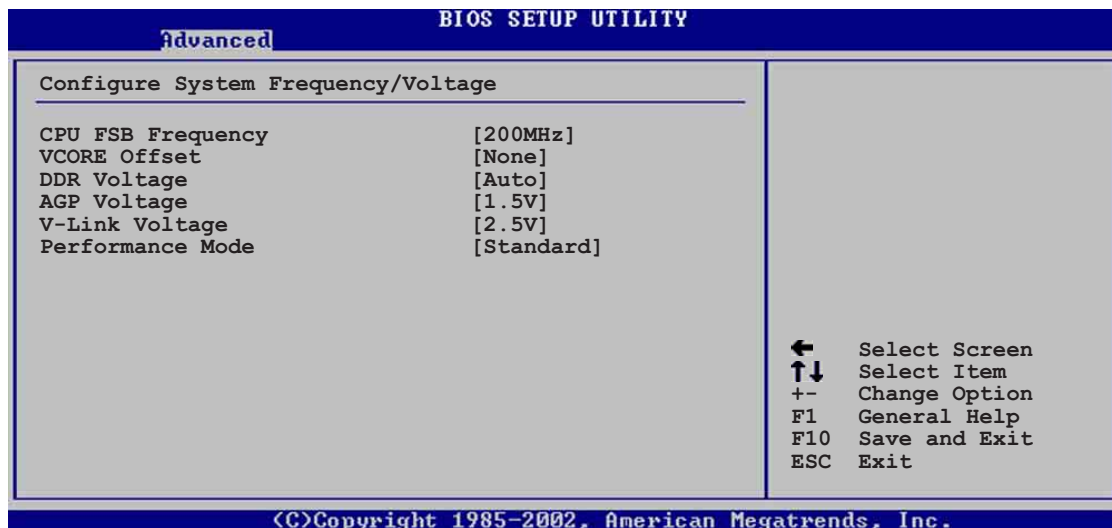 BIOS SETUP UTILITY
Advanced
Configure System Frequency/Voltage
CPU FSB Frequency [200MHz]
VCORE Offset [None]
DDR Voltage [Auto]
AGP Voltage [1.5V]
V-Link Voltage [2.5V]
Performance Mode [Standard]
← Select Screen
↑↓ Select Item
+- Change Option
F1 General Help
F10 Save and Exit
ESC Exit
(C)Copyright 1985-2002, American Megatrends, Inc.